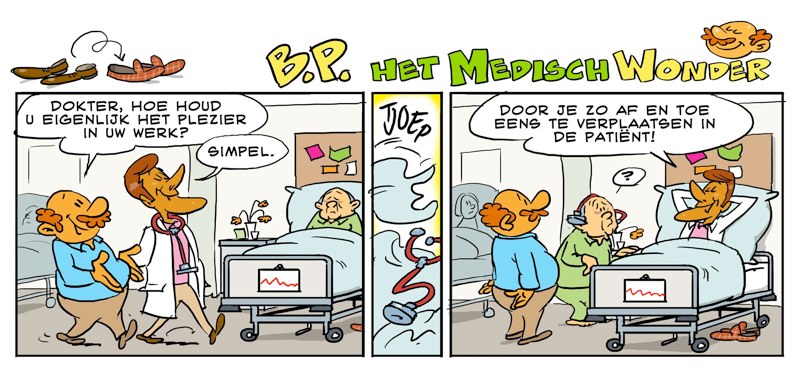 B.P. HET MEDISCH WONDER
DOKTER, HOE HOUD
U EIGENLIJK HET PLEZIER
IN UW WERK?
SIMPEL.
TJOEP
DOOR JE ZO AF EN TOE
EENS TE VERPLAATSEN IN
DE PATIËNT!
?